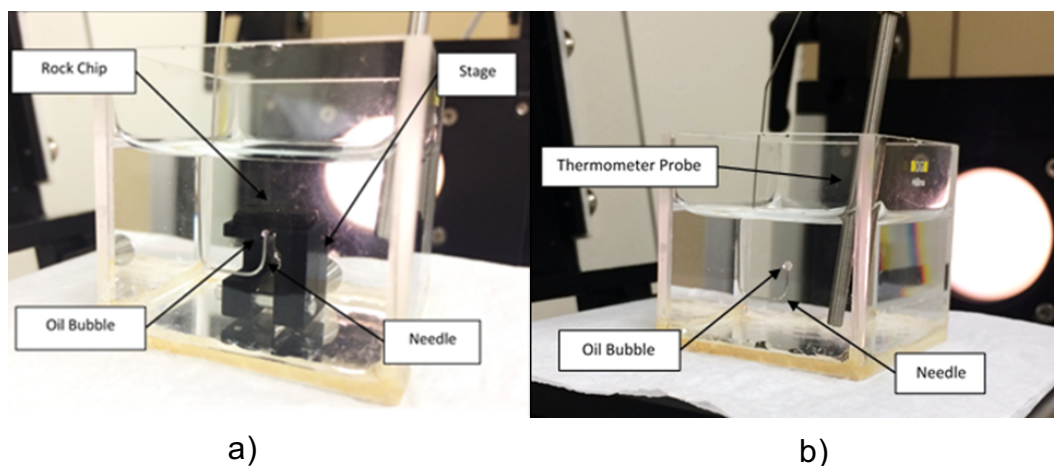 Rock Chip
Stage
Oil Bubble
Needle
Thermometer Probe
Oil Bubble
Needle
a)
b)